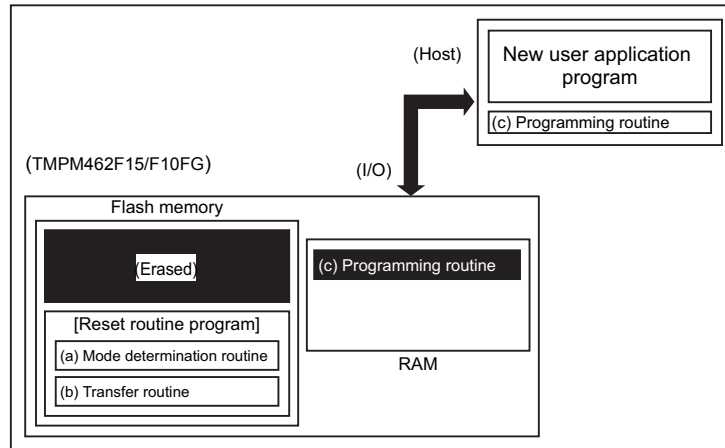 (Host)
New user application
program
(c) Programming routine
(TMPM462F15/F10FG)
(I/O)
Flash memory
(Erased)
(c) Programming routine
[Reset routine program]
(a) Mode determination routine
(b) Transfer routine
RAM